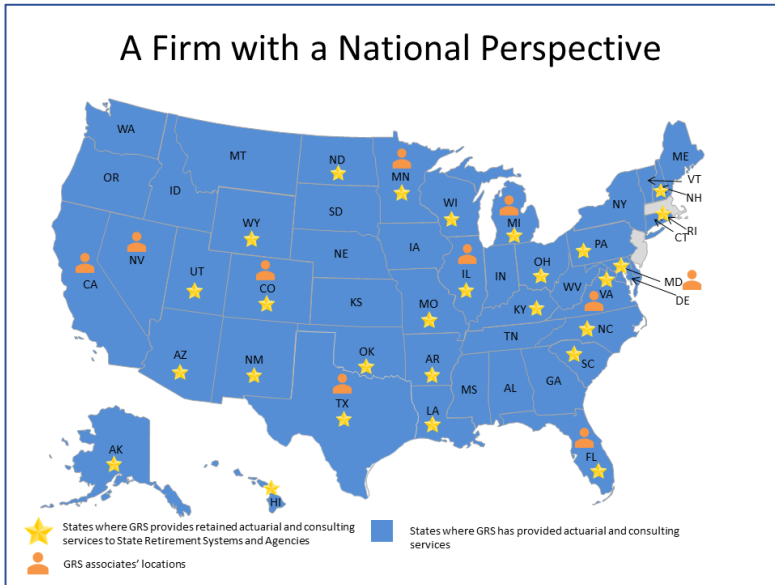 A Firm with a National Perspective
WA
MT
ND
MN
ME
VT
OR
ID
NH
NY
WI
SD
WY
MI
RI
CT
PA
IA
NE
OH
NV
IL
IN
MD
UT
CO
WV
VA
DE
CA
KS
MO
KY
NC
TN
OK
AZ
NM
AR
SC
MS
AL
GA
TX
LA
AK
FL
HI
States where GRS provides retained actuarial and consulting
services to State Retirement Systems and Agencies
States where GRS has provided actuarial and consulting
services
GRS associates' locations